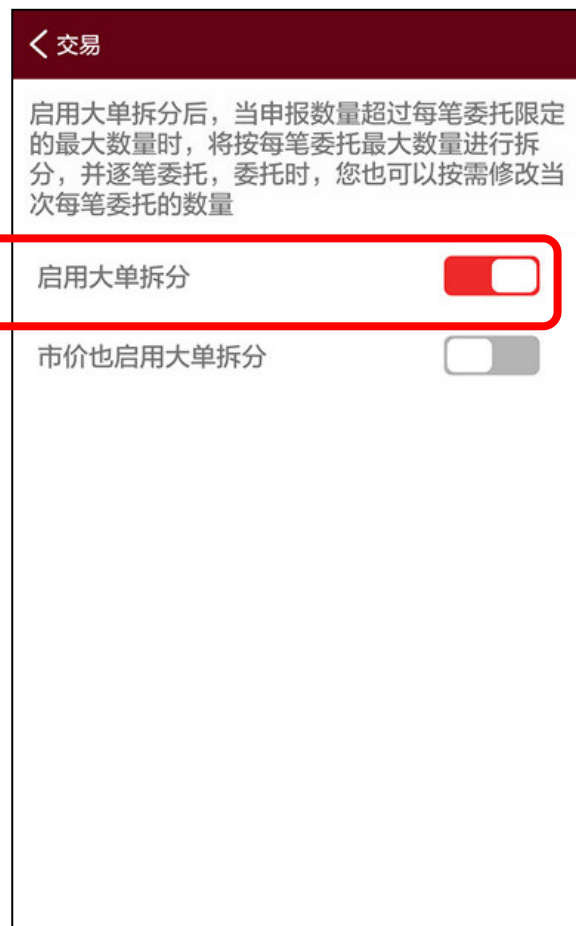 交易
启用大单拆分后，当申报数量超过每笔委托限定
的最大数量时，将按每笔委托最大数量进行拆
分，并逐笔委托，委托时，您也可以按需修改当
次每笔委托的数量
启用大单拆分
市价也启用大单拆分